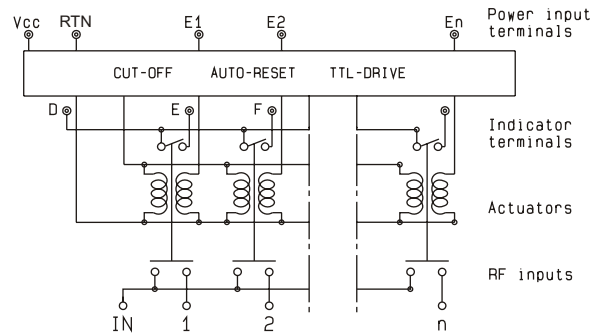 Vcc RTN E1 E2 En Power input
terminals
CUT-OFF AUTO-RESET TTL-DRIVE
D E F
Indicator
terminals
Actuators
RF inputs
IN 1 2 n